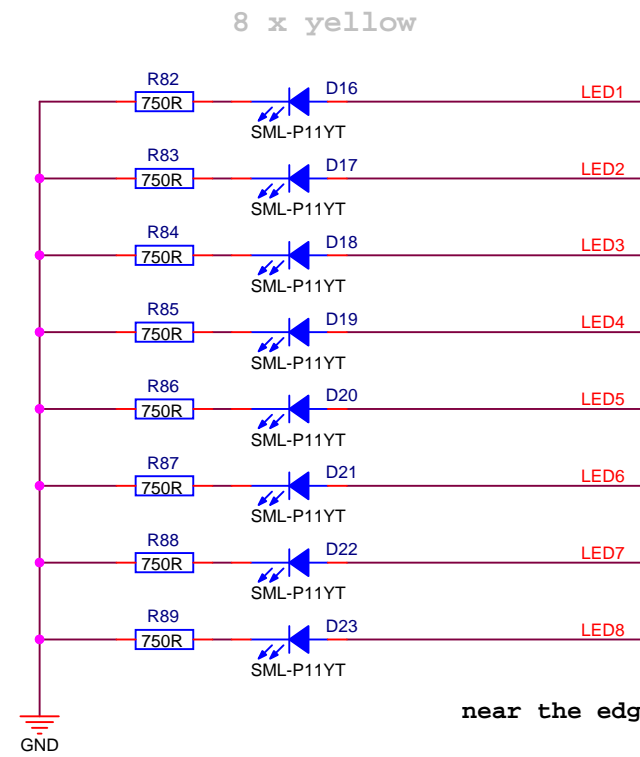 8 x yellow
R82
D16
LED1
750R
SML-P11YT
R83
D17
LED2
750R
SML-P11YT
R84
D18
LED3
750R
SML-P11YT
R85
D19
LED4
750R
SML-P11YT
R86
D20
LED5
750R
SML-P11YT
R87
D21
LED6
750R
SML-P11YT
R88
D22
LED7
750R
SML-P11YT
R89
D23
LED8
750R
SML-P11YT
near the edg
GND